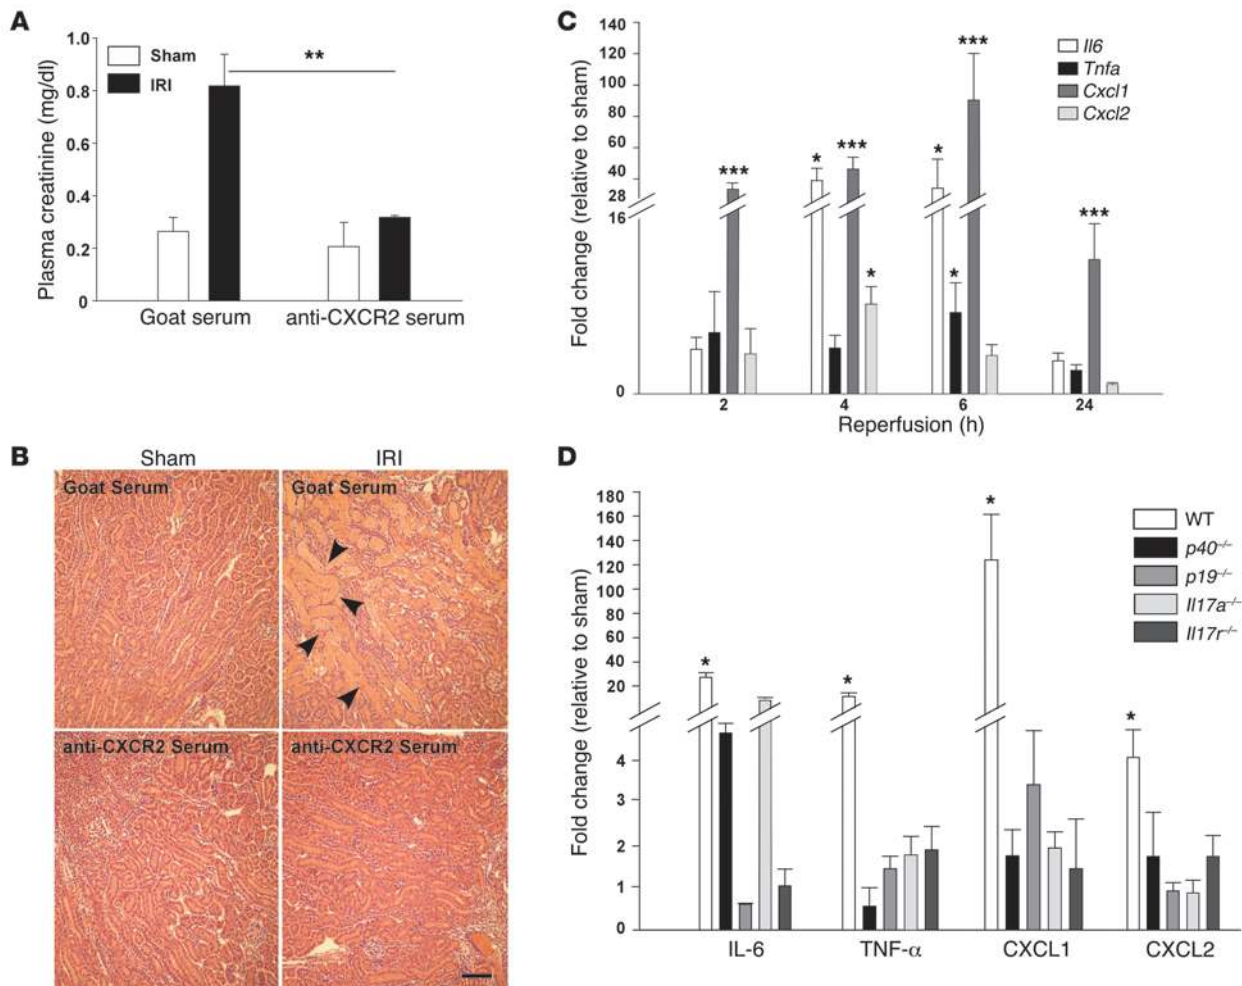 A
1.0
0.8
0.6
0.4
0.2
0
Plasma creatinine (mg/dl)
Sham
IRI
**
Goat serum
anti-CXCR2 serum
B
Sham
IRI
Goat Serum
Goat Serum
anti-CXCR2 Serum
anti-CXCR2 Serum
C
140
120
100
80
60
40
28
16
0
Fold change (relative to sham)
Il6
Tnfa
Cxcl1
Cxcl2
***
*
***
*
*
*
***
***
2
4
6
24
Reperfusion (h)
D
180
160
140
120
100
80
60
40
20
4
3
2
1
0
Fold change (relative to sham)
WT
p40–/–
p19–/–
Il17a–/–
Il17r–/–
*
*
*
*
IL-6
TNF-α
CXCL1
CXCL2